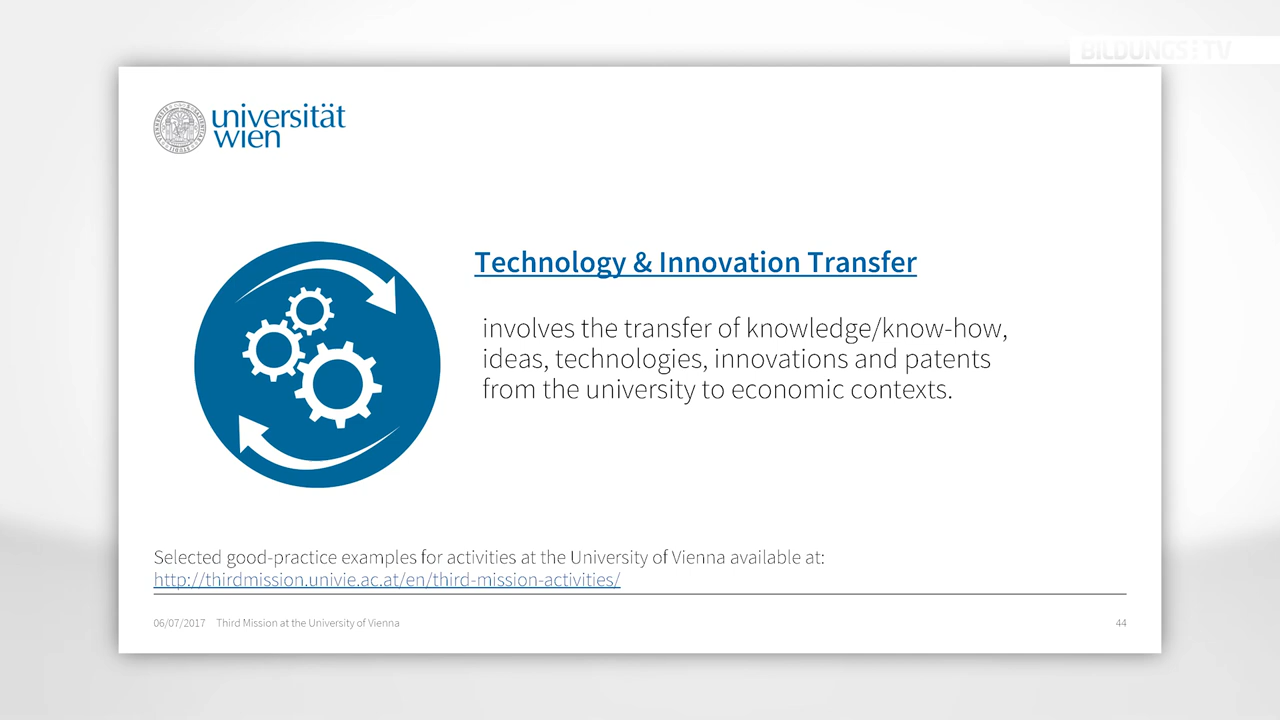 BILDUNGS TV
universität
wien
Technology & Innovation Transfer
involves the transfer of knowledge/know-how,
ideas, technologies, innovations and patents
from the university to economic contexts.
Selected good-practice examples for activities at the University of Vienna available at:
http://thirdmission.univie.ac.at/en/third-mission-activities/
06/07/2017 Third Mission at the University of Vienna 44